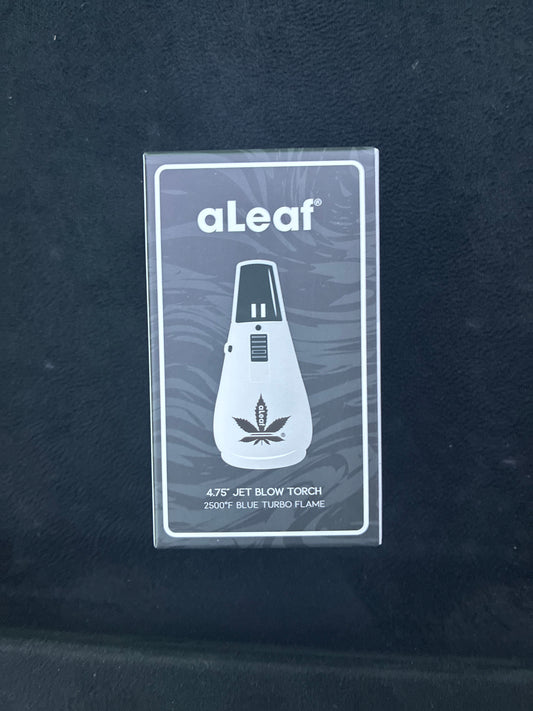 aLeaf®
aLeaf
®
4.75" JET BLOW TORCH
2500°F BLUE TURBO FLAME